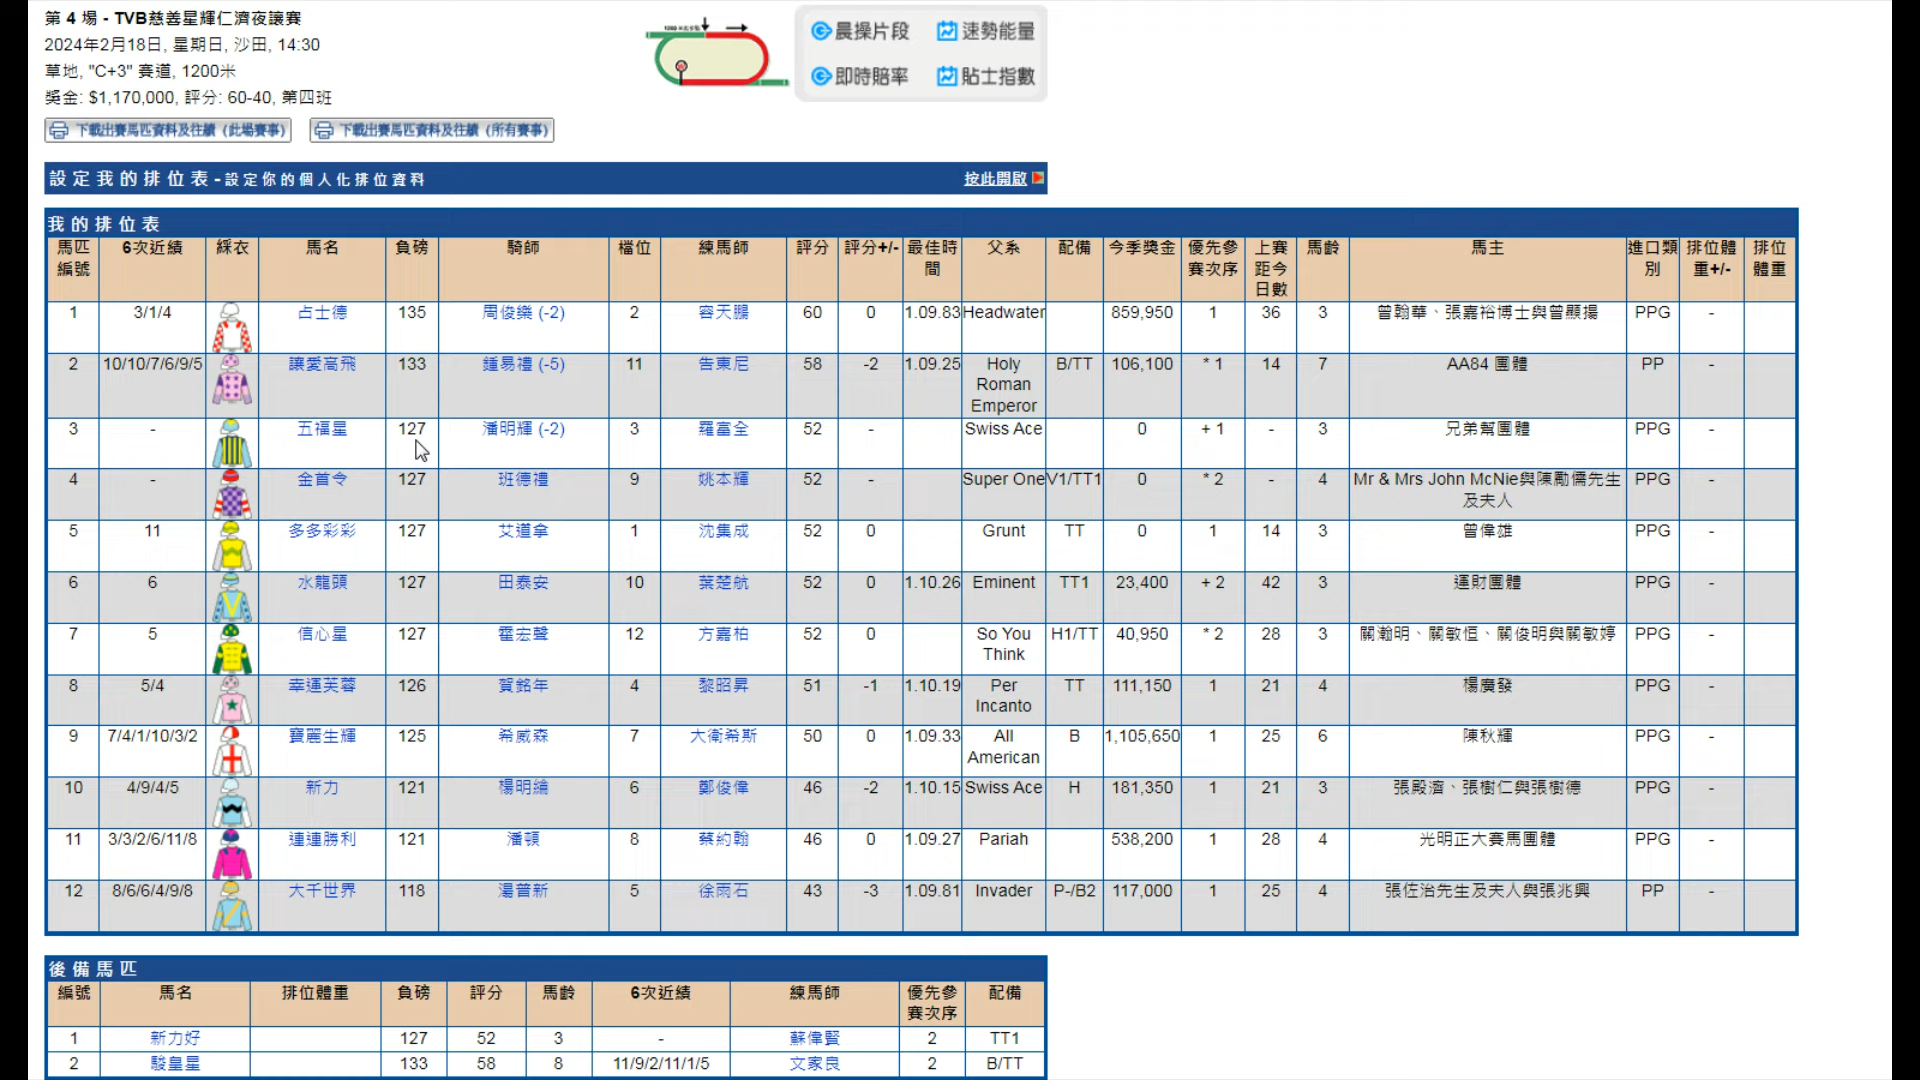 第 4 場 - TVB慈善星輝仁濟夜讓賽
2024年2月18日, 星期日, 沙田, 14:30
草地, "C+3" 賽道, 1200米
獎金: $1,170,000, 評分: 60-40, 第四班
晨操片段 速勢能量
即時賠率 貼士指數
下載出賽馬匹資料及往績 (此場賽事) 下載出賽馬匹資料及往績 (所有賽事)
設定我的排位表-設定你的個人化排位資料 按此開啟
我的排位表
馬匹編號 6次近績 綵衣 馬名 負磅 騎師 檔位 練馬師 評分 評分+/- 最佳時間 父系 配備 今季獎金 優先參賽次序 上賽距今日數 馬齡 馬主 進口類別 排位體重+/- 排位體重
1 3/1/4 占士德 135 周俊樂 (-2) 2 容天鵬 60 0 1.09.83 Headwater 859,950 1 36 3 曾翰華、張嘉裕博士與曾顯揚 PPG -
2 10/10/7/6/9/5 讓愛高飛 133 鍾易禮 (-5) 11 告東尼 58 -2 1.09.25 Holy Roman Emperor B/TT 106,100 * 1 14 7 AA84 團體 PP -
3 - 五福星 127 潘明輝 (-2) 3 羅富全 52 - Swiss Ace 0 + 1 - 3 兄弟幫團體 PPG -
4 - 金首令 127 班德禮 9 姚本輝 52 - Super One V1/TT1 0 * 2 - 4 Mr & Mrs John McNie與陳勵儒先生及夫人 PPG -
5 11 多多彩彩 127 艾道拿 1 沈集成 52 0 Grunt TT 0 1 14 3 曾偉雄 PPG -
6 6 水龍頭 127 田泰安 10 葉楚航 52 0 1.10.26 Eminent TT1 23,400 + 2 42 3 運財團體 PPG -
7 5 信心星 127 霍宏聲 12 方嘉柏 52 0 So You Think H1/TT 40,950 * 2 28 3 關瀚明、關敏恒、關俊明與關敏婷 PPG -
8 5/4 幸運芙蓉 126 賀銘年 4 黎昭昇 51 -1 1.10.19 Per Incanto TT 111,150 1 21 4 楊廣發 PPG -
9 7/4/1/10/3/2 寶麗生輝 125 希威森 7 大衛希斯 50 0 1.09.33 All American B 1,105,650 1 25 6 陳秋輝 PPG -
10 4/9/4/5 新力 121 楊明綸 6 鄭俊偉 46 -2 1.10.15 Swiss Ace H 181,350 1 21 3 張殿濱、張樹仁與張樹德 PPG -
11 3/3/2/6/11/8 連連勝利 121 潘頓 8 蔡約翰 46 0 1.09.27 Pariah 538,200 1 28 4 光明正大賽馬團體 PPG -
12 8/6/6/4/9/8 大千世界 118 湯普新 5 徐雨石 43 -3 1.09.81 Invader P-/B2 117,000 1 25 4 張佐治先生及夫人與張兆興 PP -
後備馬匹
編號 馬名 排位體重 負磅 評分 馬齡 6次近績 練馬師 優先參賽次序 配備
1 新力好 127 52 3 - 蘇偉賢 2 TT1
2 駿皇星 133 58 8 11/9/2/11/1/5 文家良 2 B/TT